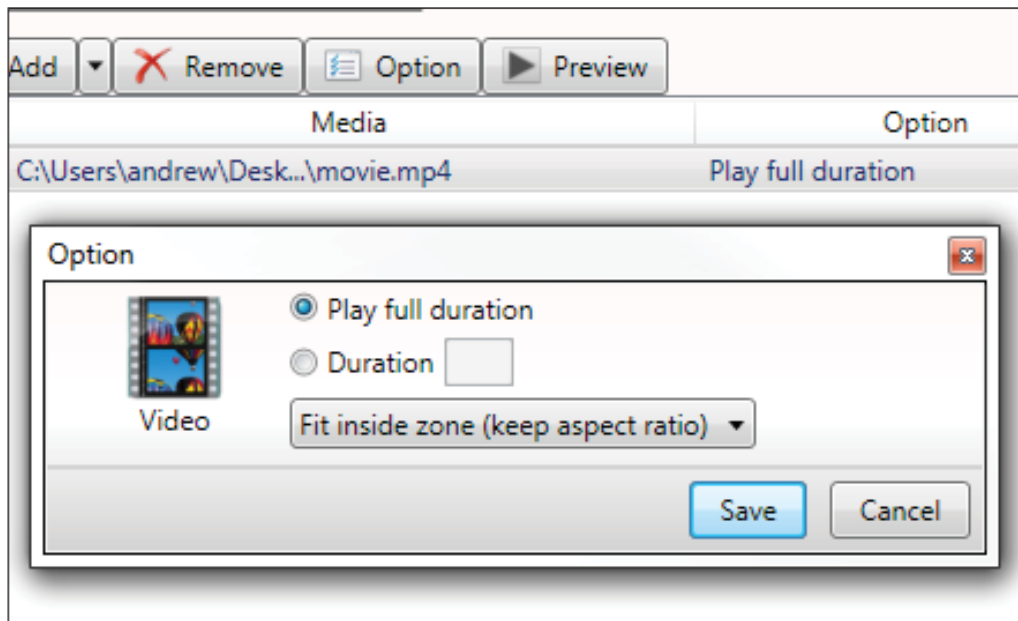 Add Remove Option Preview
Media Option
C:\Users\andrew\Desk...\movie.mp4 Play full duration
Option
Play full duration
Duration
Video
Fit inside zone (keep aspect ratio)
Save Cancel